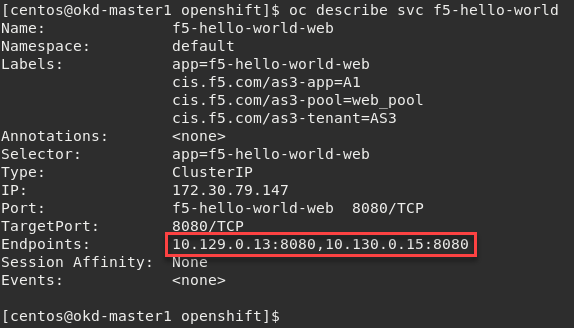 [centos@okd-master1 openshift]$ oc describe svc f5-hello-world
Name: f5-hello-world-web
Namespace: default
Labels: app=f5-hello-world-web
cis.f5.com/as3-app=A1
cis.f5.com/as3-pool=web_pool
cis.f5.com/as3-tenant=AS3
Annotations: <none>
Selector: app=f5-hello-world-web
Type: ClusterIP
IP: 172.30.79.147
Port: f5-hello-world-web 8080/TCP
TargetPort: 8080/TCP
Endpoints: 10.129.0.13:8080,10.130.0.15:8080
Session Affinity: None
Events: <none>
[centos@okd-master1 openshift]$